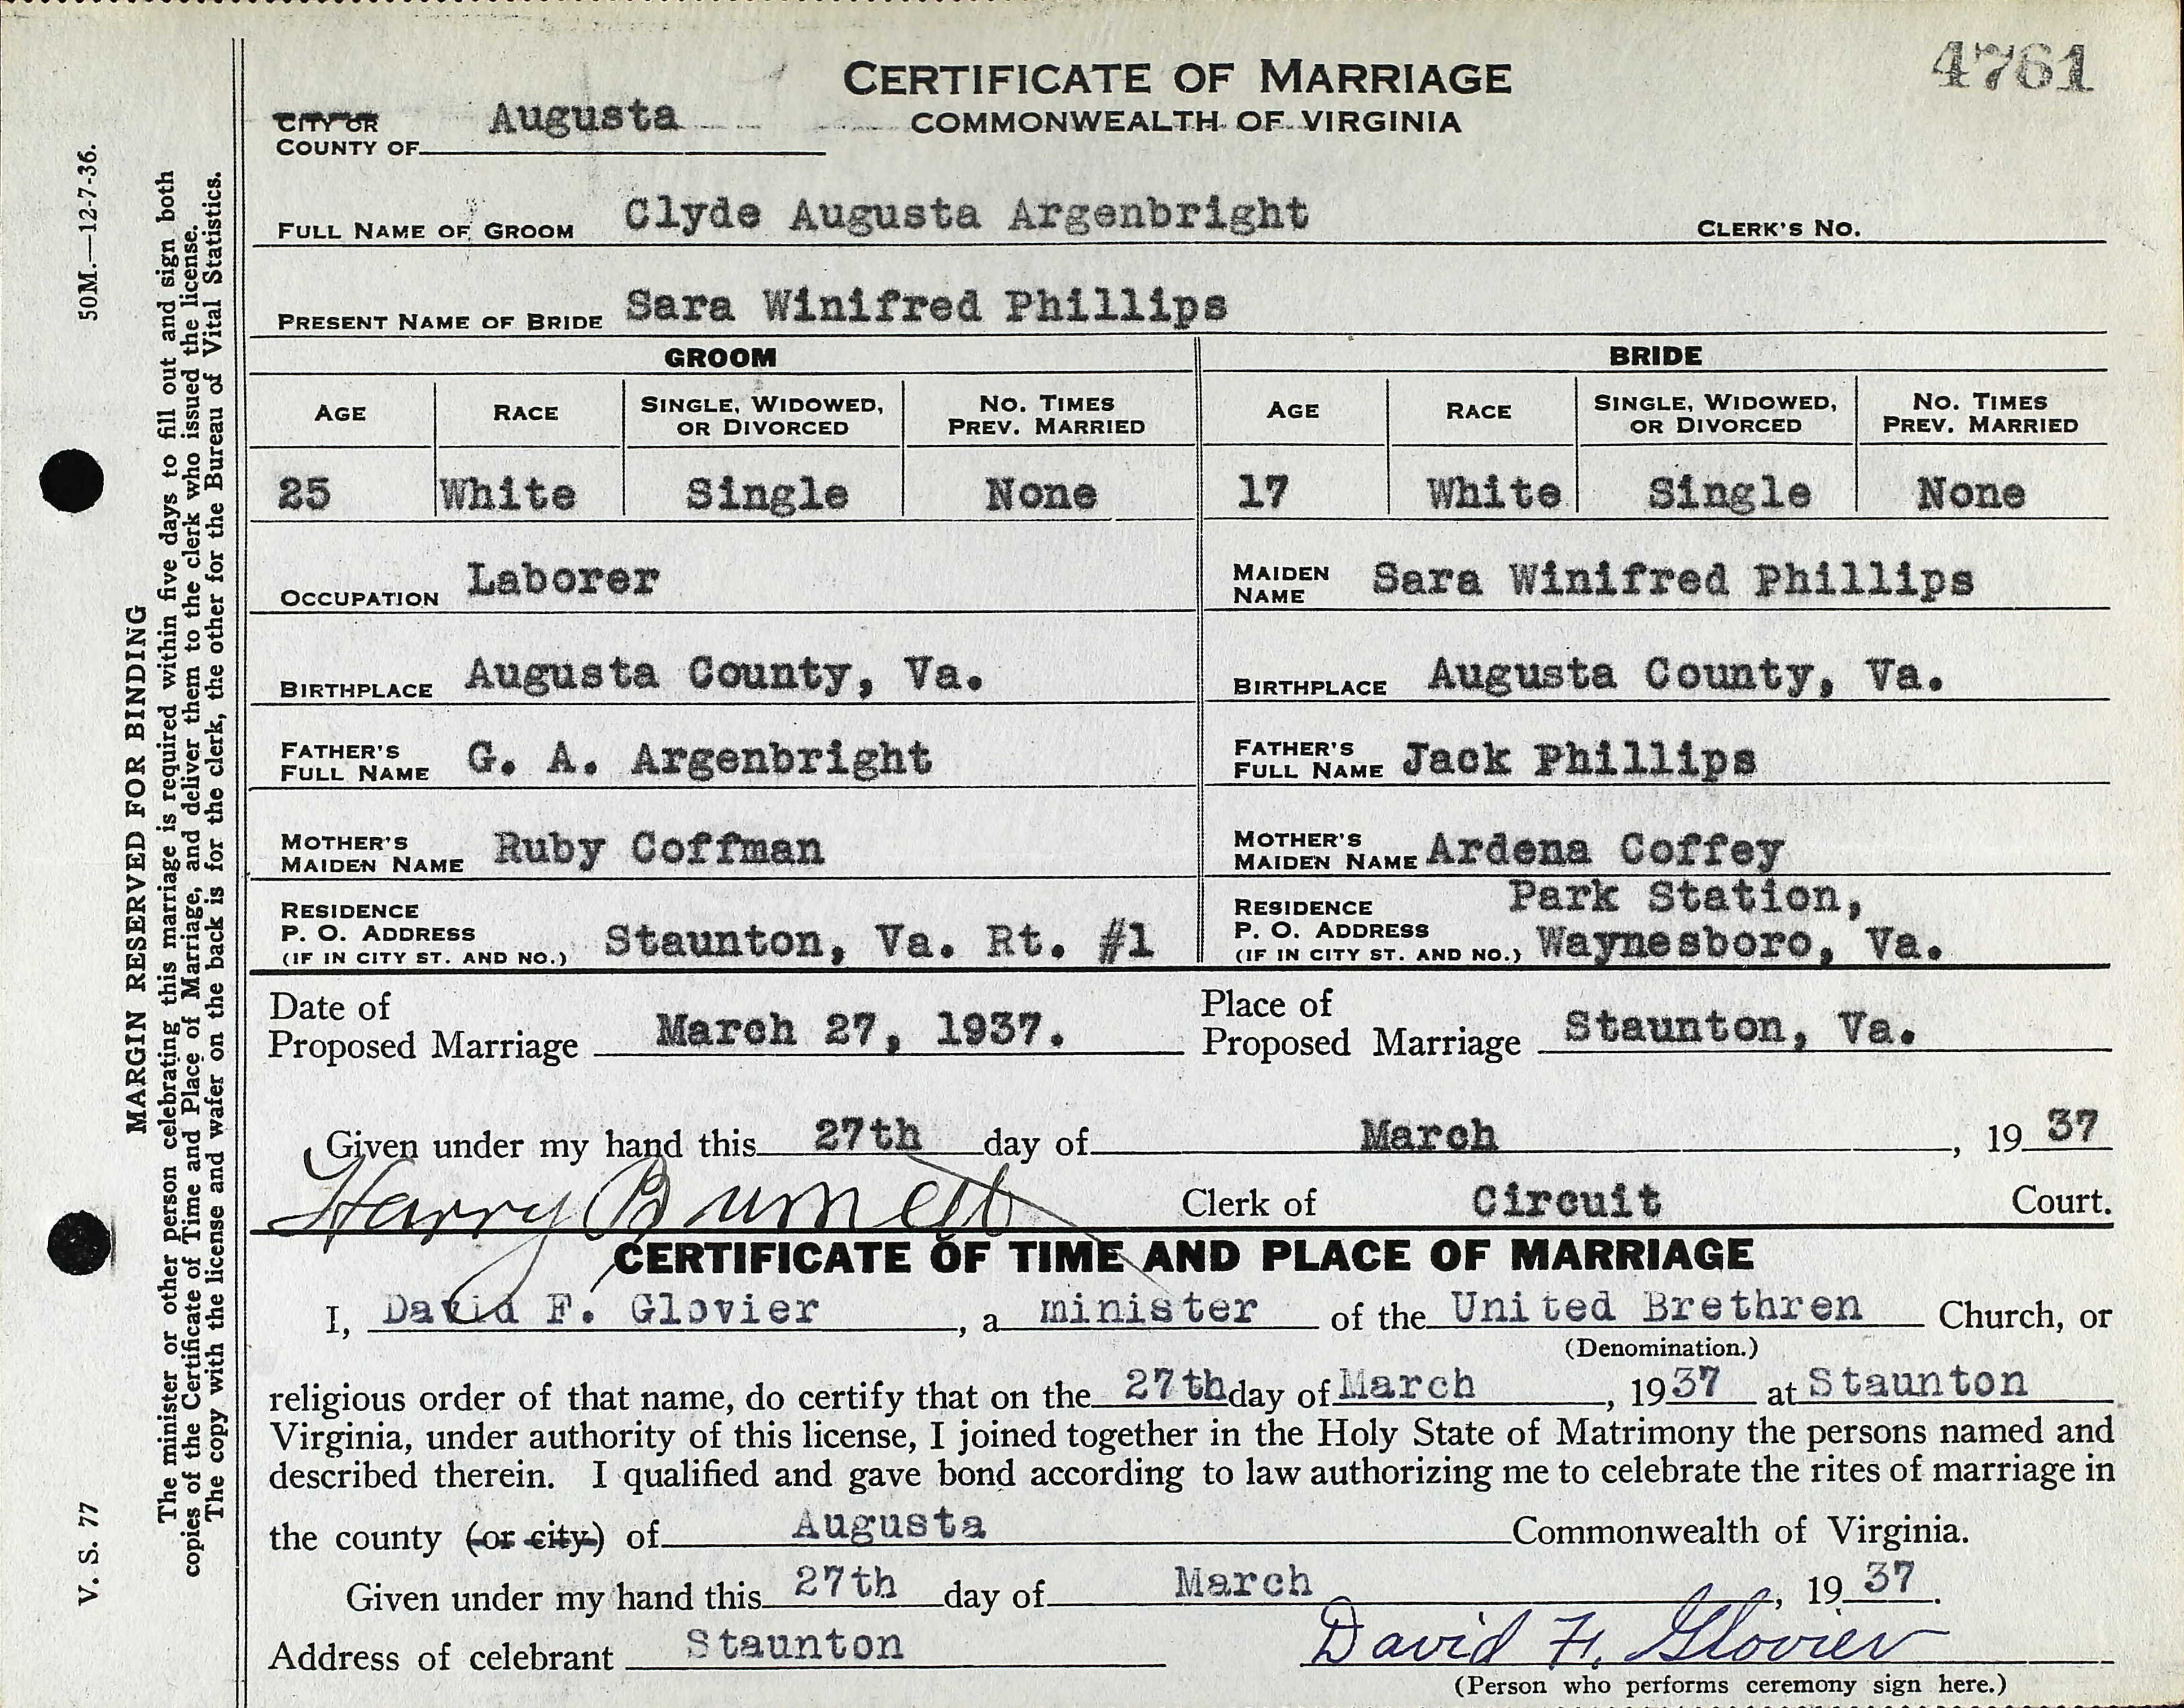 4761
CERTIFICATE OF MARRIAGE
COMMONWEALTH OF VIRGINIA
CITY OR
COUNTY OF Augusta
FULL NAME OF GROOM Clyde Augusta Argenbright CLERK'S NO.
PRESENT NAME OF BRIDE Sara Winifred Phillips
GROOM BRIDE
AGE RACE SINGLE, WIDOWED, OR DIVORCED NO. TIMES PREV. MARRIED AGE RACE SINGLE, WIDOWED, OR DIVORCED NO. TIMES PREV. MARRIED
25 White Single None 17 White Single None
OCCUPATION Laborer MAIDEN NAME Sara Winifred Phillips
BIRTHPLACE Augusta County, Va. BIRTHPLACE Augusta County, Va.
FATHER'S FULL NAME G. A. Argenbright FATHER'S FULL NAME Jack Phillips
MOTHER'S MAIDEN NAME Ruby Coffman MOTHER'S MAIDEN NAME Ardena Coffey
RESIDENCE P. O. ADDRESS (IF IN CITY ST. AND NO.) Staunton, Va. Rt. #1 RESIDENCE P. O. ADDRESS (IF IN CITY ST. AND NO.) Park Station, Waynesboro, Va.
Date of Proposed Marriage March 27, 1937. Place of Proposed Marriage Staunton, Va.
Given under my hand this 27th day of March, 1937
Harry Burnett Clerk of Circuit Court.
CERTIFICATE OF TIME AND PLACE OF MARRIAGE
I, David F. Glovier, a minister of the United Brethren Church, or
(Denomination.)
religious order of that name, do certify that on the 27th day of March, 1937 at Staunton
Virginia, under authority of this license, I joined together in the Holy State of Matrimony the persons named and
described therein. I qualified and gave bond according to law authorizing me to celebrate the rites of marriage in
the county (or city) of Augusta Commonwealth of Virginia.
Given under my hand this 27th day of March, 1937.
Address of celebrant Staunton David F. Glovier
(Person who performs ceremony sign here.)
V. S. 77 50M.—12-7-36.
MARGIN RESERVED FOR BINDING
The minister or other person celebrating this marriage is required within five days to fill out and sign both
copies of the Certificate of Time and Place of Marriage, and deliver them to the clerk who issued the license.
The copy with the license and wafer on the back is for the clerk, the other for the Bureau of Vital Statistics.